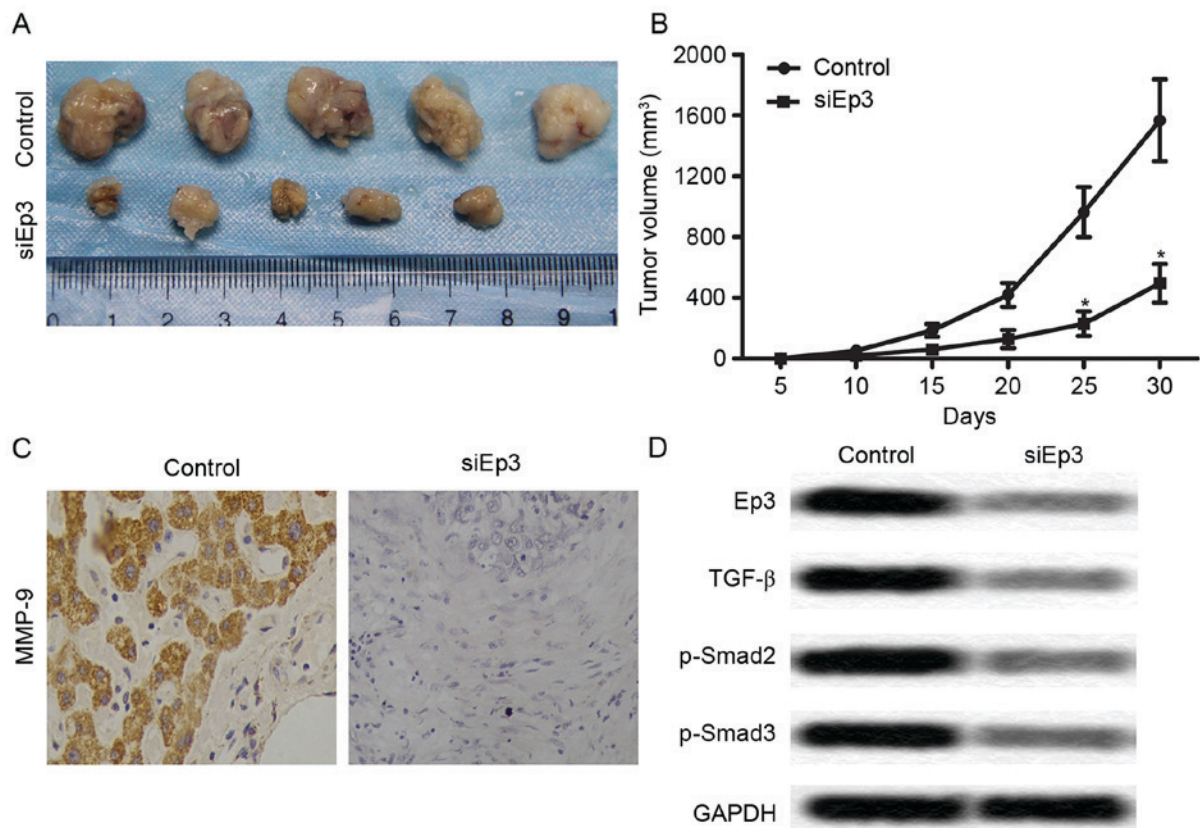 A
Control
siEp3
0 1 2 3 4 5 6 7 8 9 1
B
Control
siEp3
Tumor volume (mm³)
2000
1600
1200
800
400
0
*
*
5 10 15 20 25 30
Days
C
Control siEp3
MMP-9
D
Control siEp3
Ep3
TGF-β
p-Smad2
p-Smad3
GAPDH